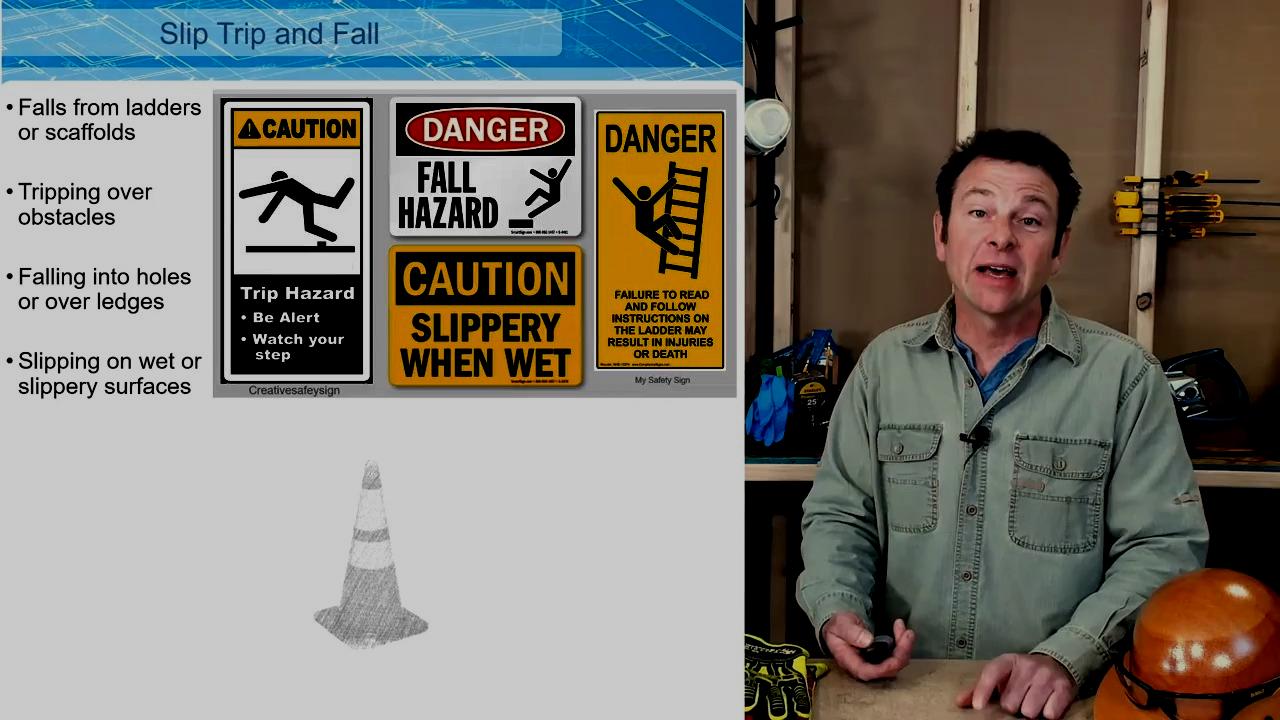 Slip Trip and Fall
• Falls from ladders
or scaffolds
• Tripping over
obstacles
• Falling into holes
or over ledges
• Slipping on wet or
slippery surfaces
CAUTION
Trip Hazard
• Be Alert
• Watch your
step
Creativesafeysign
DANGER
FALL
HAZARD
CAUTION
SLIPPERY
WHEN WET
DANGER
FAILURE TO READ
AND FOLLOW
INSTRUCTIONS ON
THE LADDER MAY
RESULT IN INJURIES
OR DEATH
My Safety Sign
25